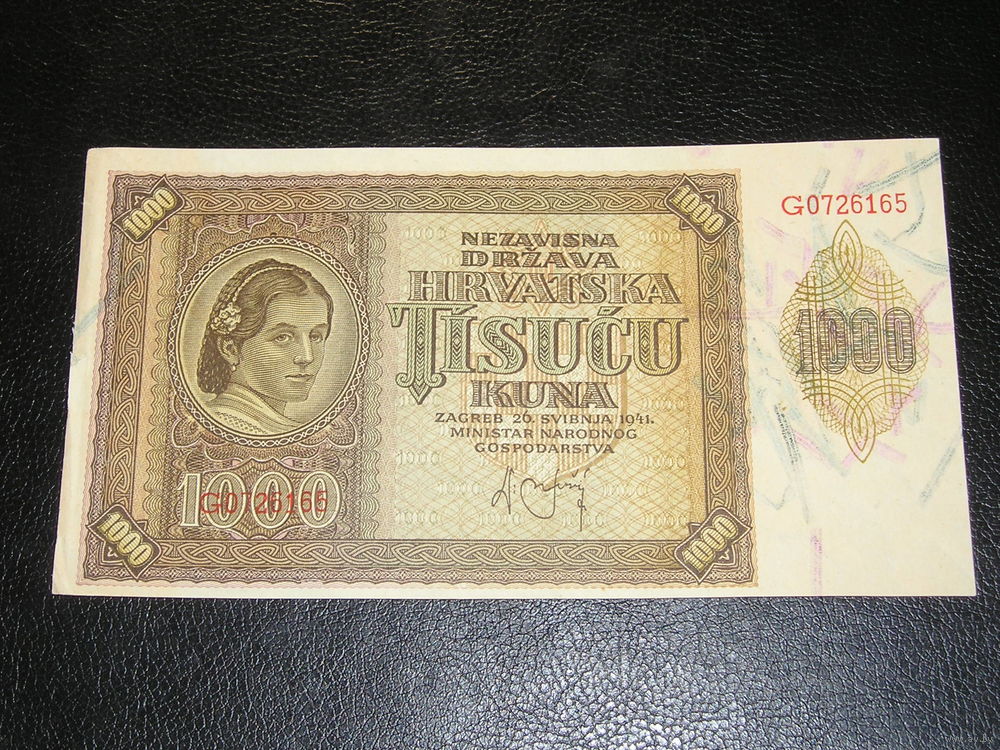 1000
1000
G0726165
NEZAVISNA
DRŽAVA
HRVATSKA
TISUĆU
KUNA
ZAGREB 26. SVIBNJA 1941.
MINISTAR NARODNOG
GOSPODARSTVA
1000
1000
G0726165
1000
1000